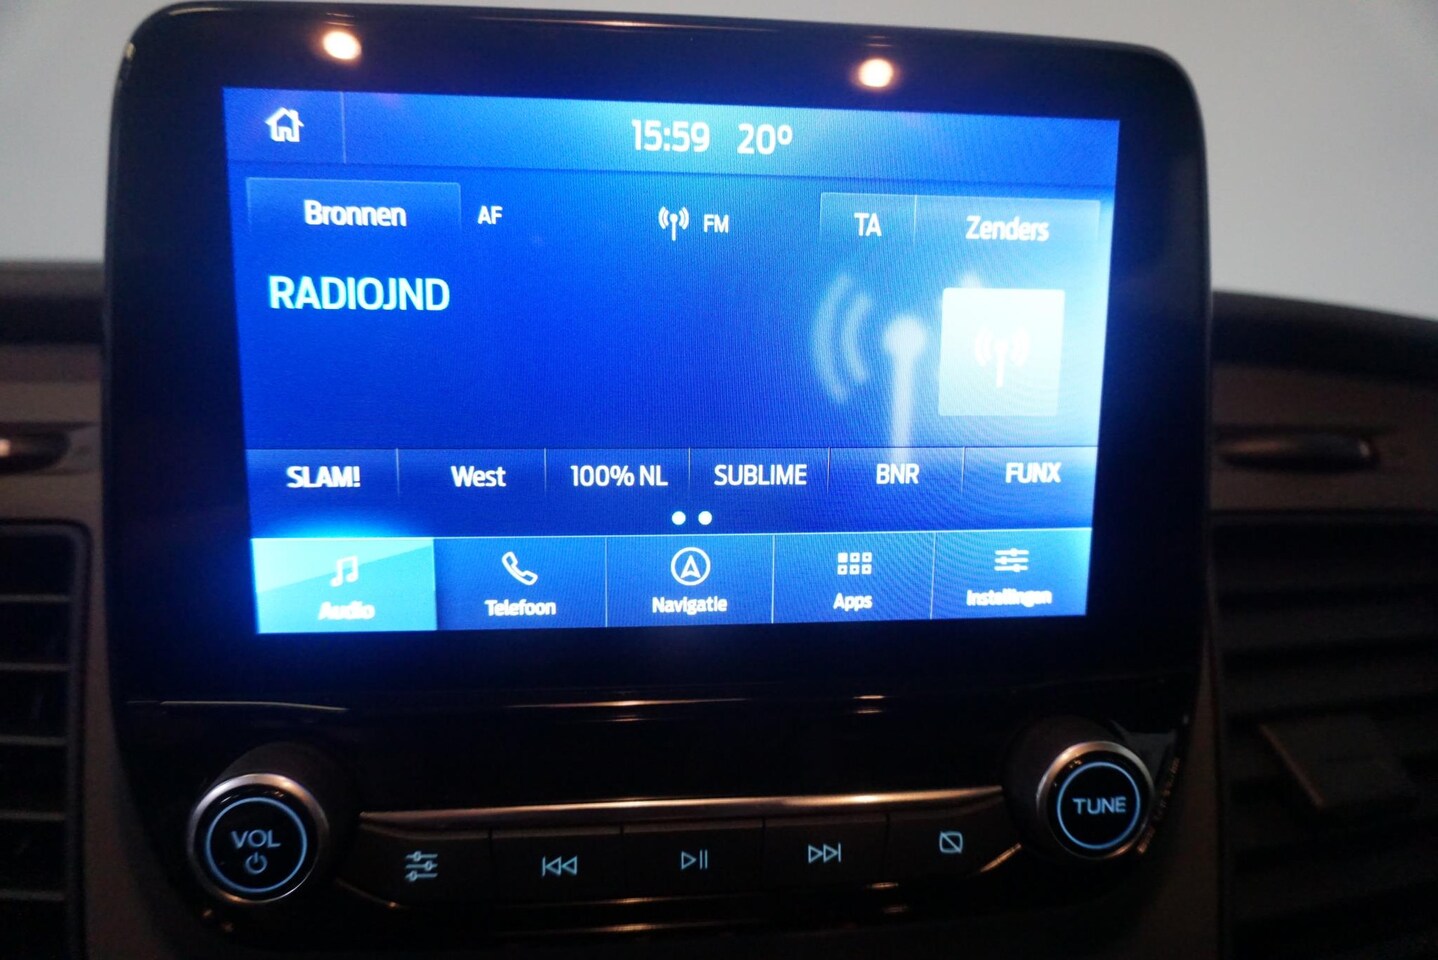 15:59 20°
Bronnen AF FM TA Zenders
RADIOJND
SLAM! West 100% NL SUBLIME BNR FUNX
Audio Telefoon Navigatie Apps Instellingen
VOL TUNE